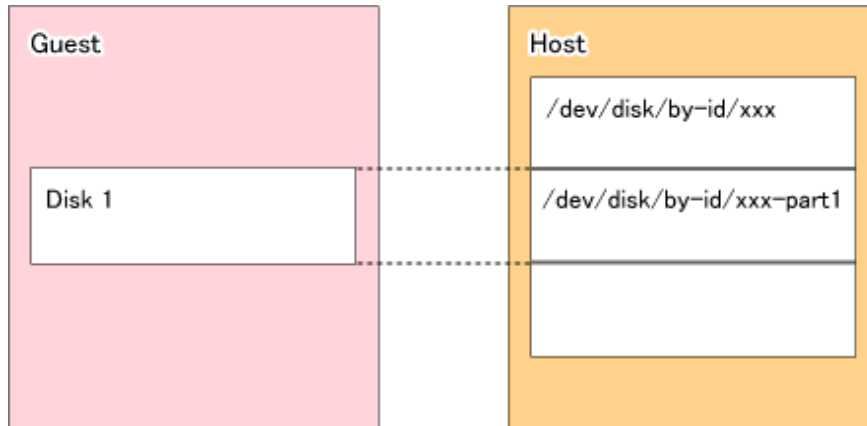 Guest
Host
/dev/disk/by-id/xxx
Disk 1
/dev/disk/by-id/xxx-part1